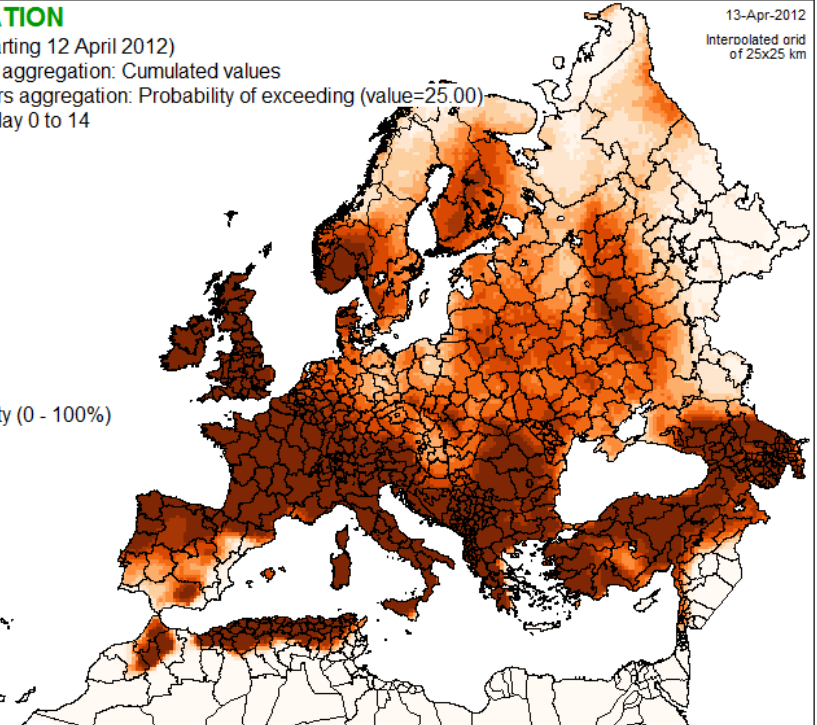 ATION
arting 12 April 2012)
aggregation: Cumulated values
rs aggregation: Probability of exceeding (value=25.00)
day 0 to 14
13-Apr-2012
Interpolated grid
of 25x25 km
ty (0 - 100%)